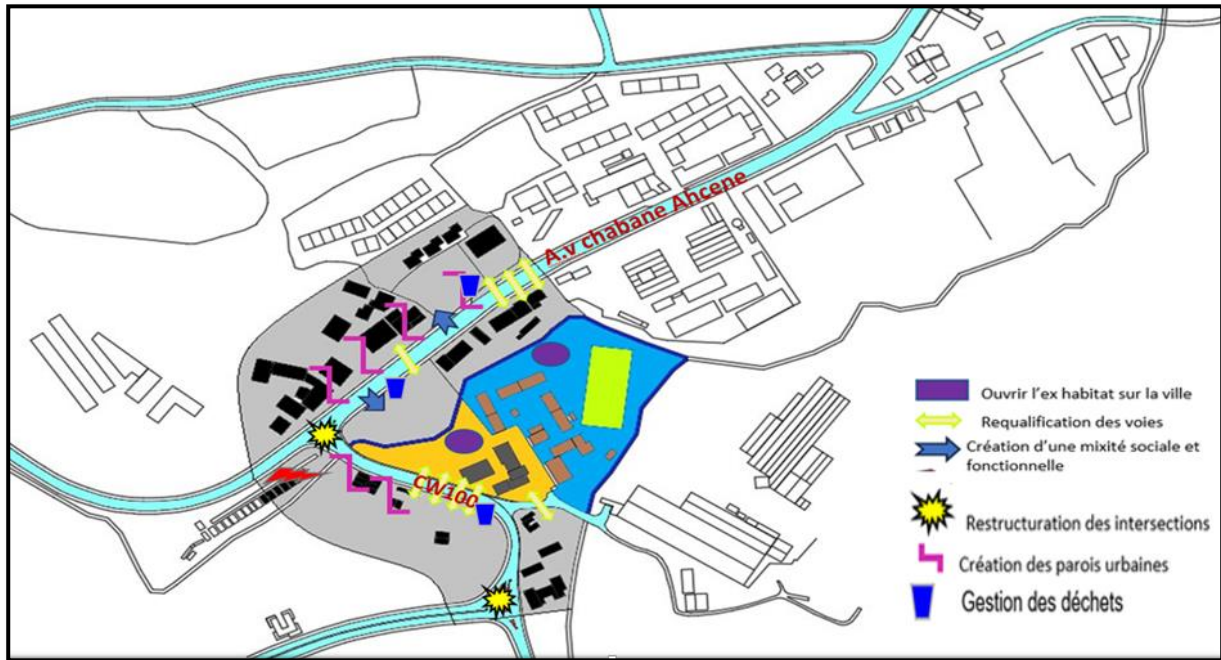 A.v chabane Ahcene
CW100
Ouvrir l'ex habitat sur la ville
Requalification des voies
Création d'une mixité sociale et
fonctionnelle
Restructuration des intersections
Création des parois urbaines
Gestion des déchets